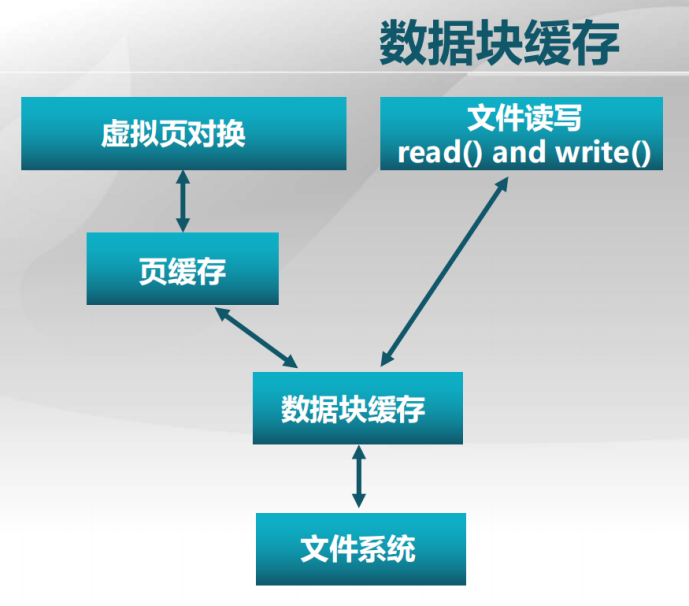 数据块缓存
虚拟页对换
文件读写
read() and write()
页缓存
数据块缓存
文件系统